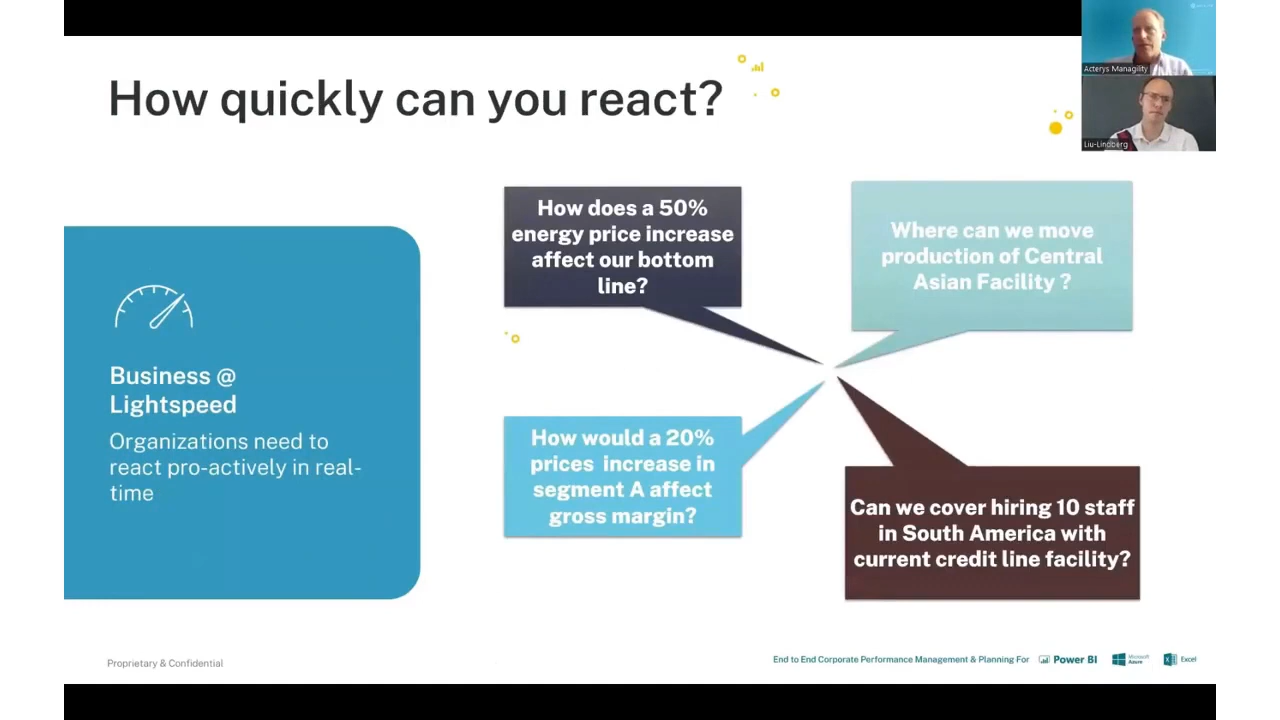 How quickly can you react?
Acterys Managility
Liu-Lindberg
How does a 50%
energy price increase
affect our bottom
line?
Where can we move
production of Central
Asian Facility ?
Business @
Lightspeed
Organizations need to
react pro-actively in real-
time
How would a 20%
prices increase in
segment A affect
gross margin?
Can we cover hiring 10 staff
in South America with
current credit line facility?
Proprietary & Confidential
End to End Corporate Performance Management & Planning For
Power BI
Microsoft
Azure
Excel